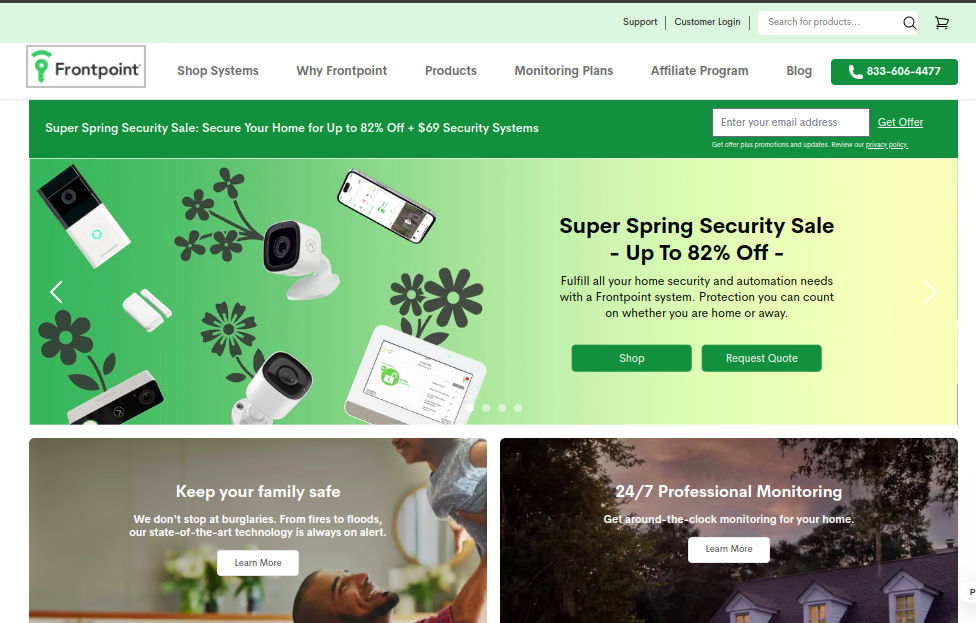 Support
Customer Login
Search for products...
Frontpoint
Shop Systems
Why Frontpoint
Products
Monitoring Plans
Affiliate Program
Blog
833-606-4477
Super Spring Security Sale: Secure Your Home for Up to 82% Off + $69 Security Systems
Enter your email address
Get Offer
Get offer plus promotions and updates. Review our privacy policy.
Super Spring Security Sale
- Up To 82% Off -
Fulfill all your home security and automation needs
with a Frontpoint system. Protection you can count
on whether you are home or away.
Shop
Request Quote
Keep your family safe
We don't stop at burglaries. From fires to floods,
our state-of-the-art technology is always on alert.
Learn More
24/7 Professional Monitoring
Get around-the-clock monitoring for your home.
Learn More
P